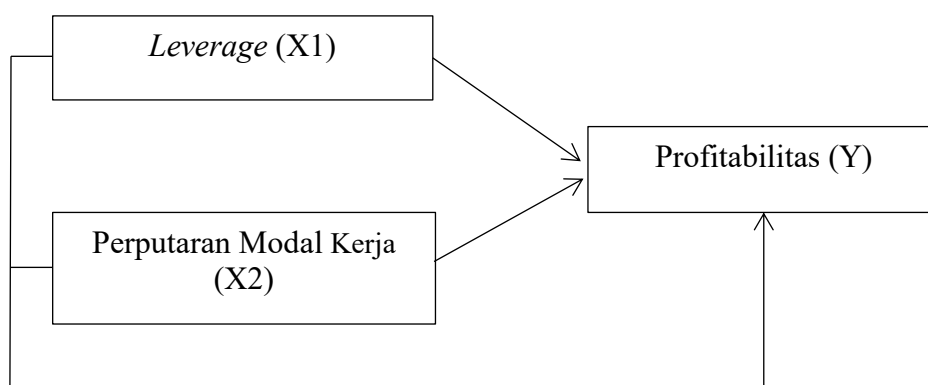 Leverage (X1)
Profitabilitas (Y)
Perputaran Modal Kerja
(X2)